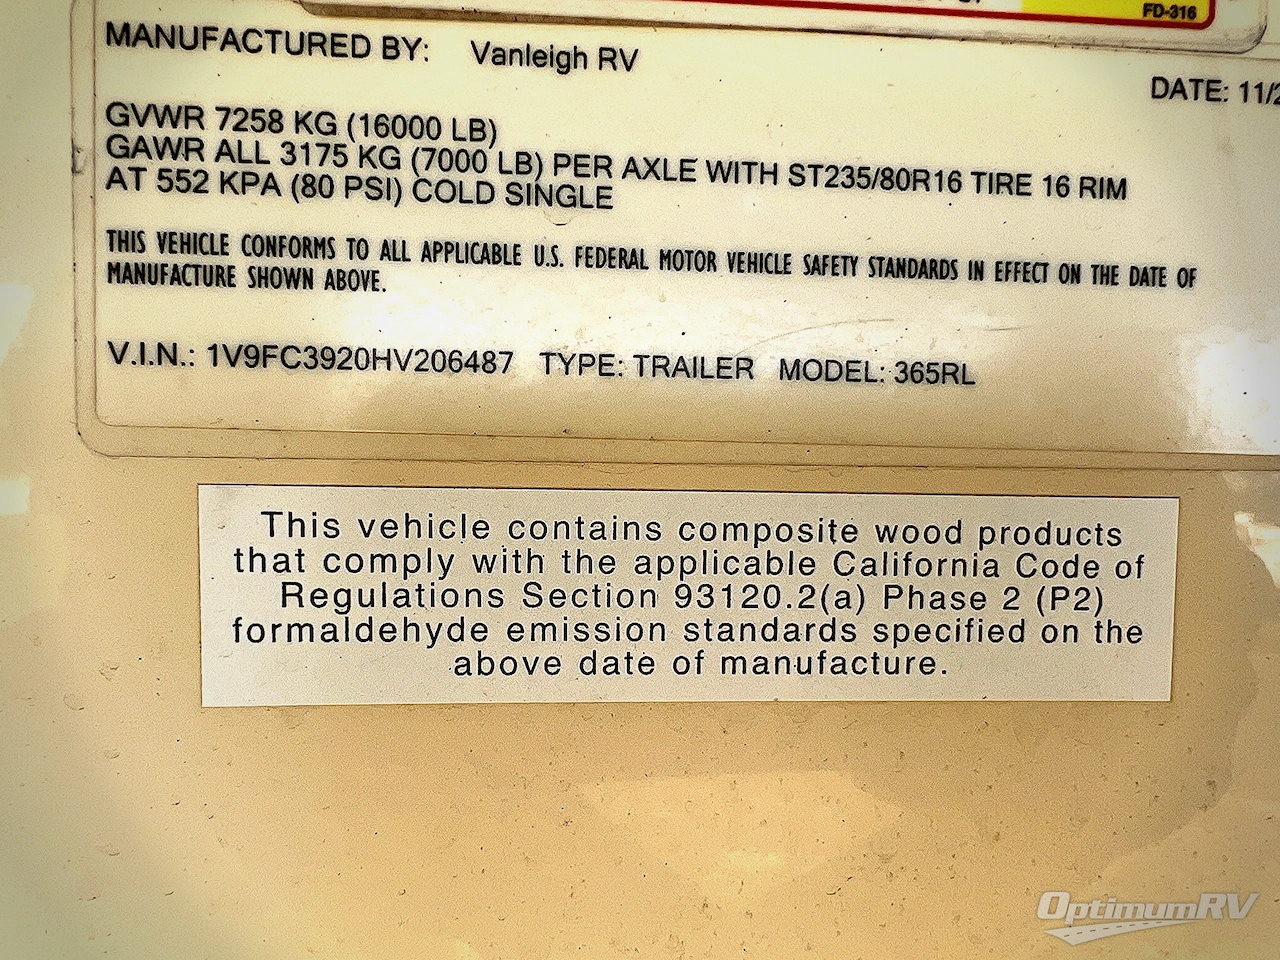 FD-316
MANUFACTURED BY: Vanleigh RV
DATE: 11/2
GVWR 7258 KG (16000 LB)
GAWR ALL 3175 KG (7000 LB) PER AXLE WITH ST235/80R16 TIRE 16 RIM
AT 552 KPA (80 PSI) COLD SINGLE
THIS VEHICLE CONFORMS TO ALL APPLICABLE U.S. FEDERAL MOTOR VEHICLE SAFETY STANDARDS IN EFFECT ON THE DATE OF
MANUFACTURE SHOWN ABOVE.
V.I.N.: 1V9FC3920HV206487 TYPE: TRAILER MODEL: 365RL
This vehicle contains composite wood products
that comply with the applicable California Code of
Regulations Section 93120.2(a) Phase 2 (P2)
formaldehyde emission standards specified on the
above date of manufacture.
OptimumRV